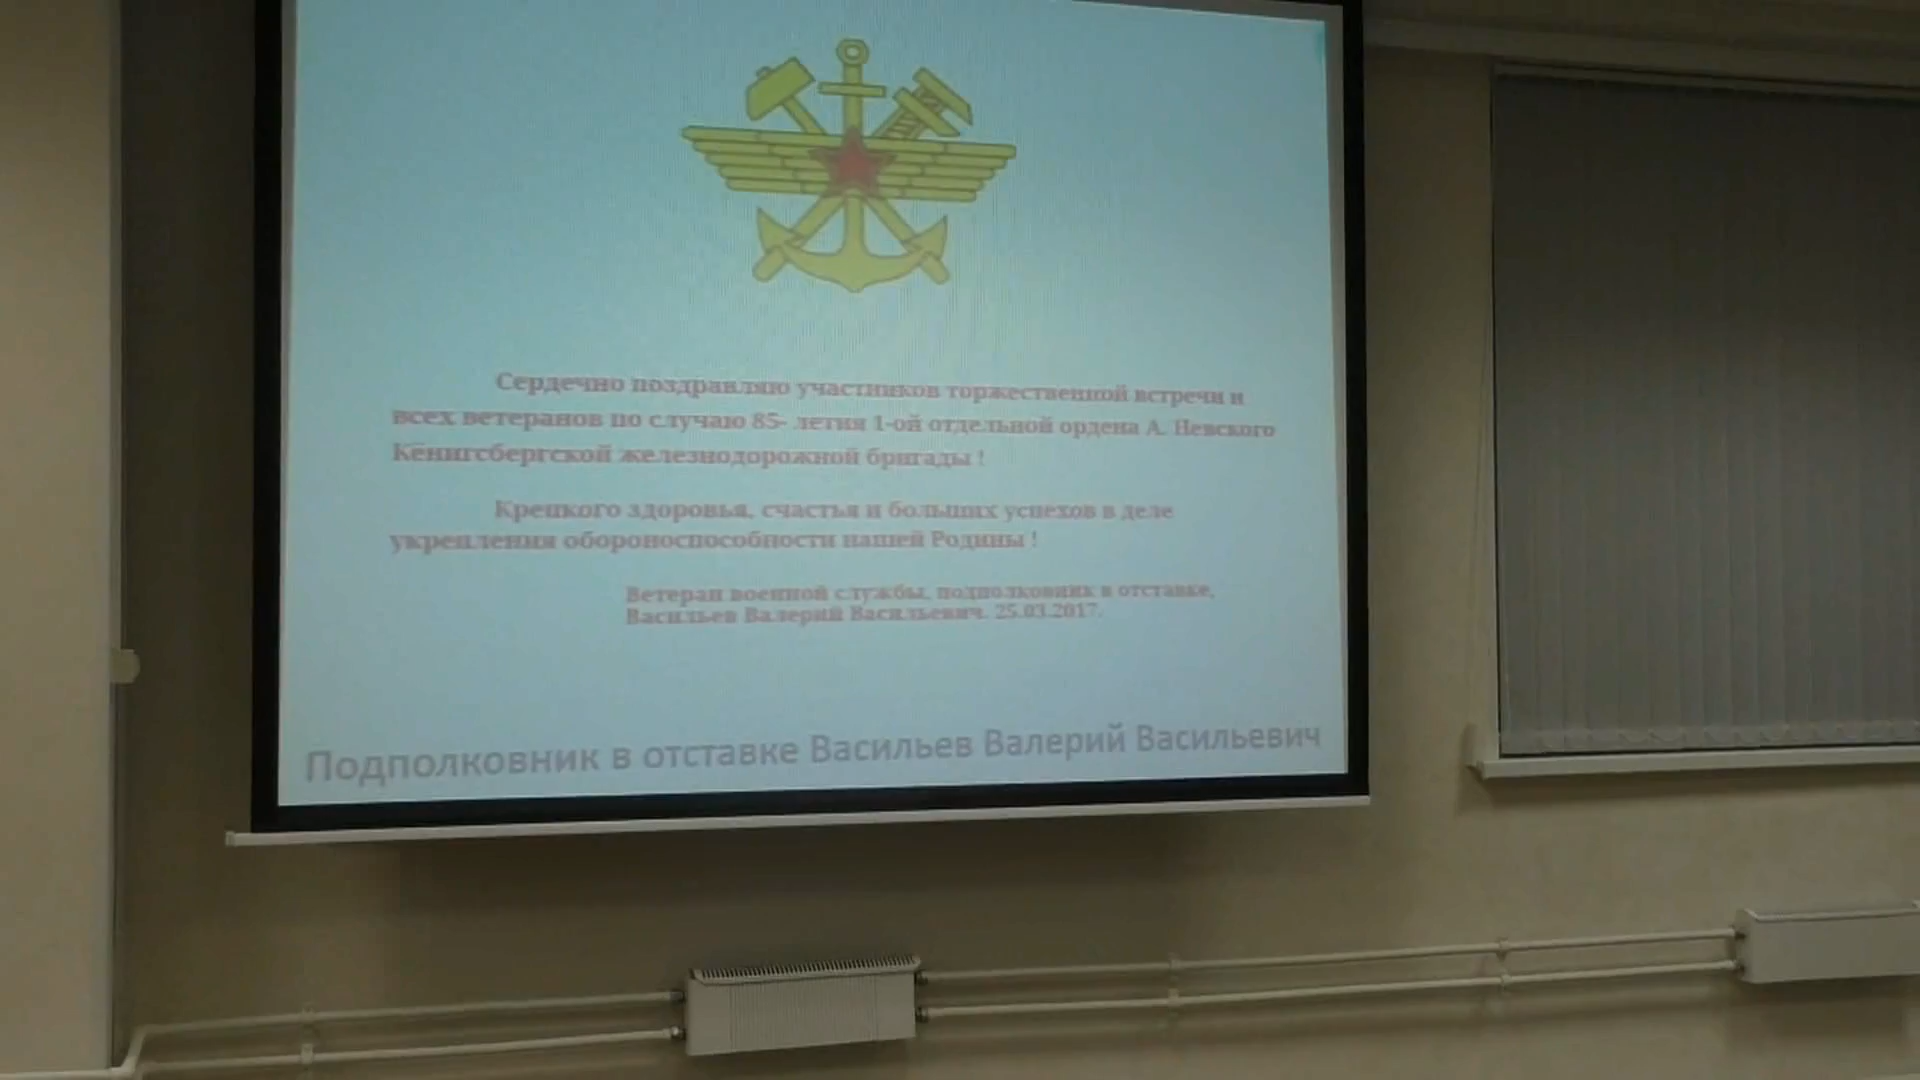 Сердечно поздравляю участников торжественной встречи и
всех ветеранов по случаю 85- летия 1-ой отдельной ордена А. Невского
Кёнигсбергской железнодорожной бригады !
Крепкого здоровья, счастья и больших успехов в деле
укрепления обороноспособности нашей Родины !
Ветеран военной службы, подполковник в отставке,
Васильев Валерий Васильевич. 25.03.2017.
Подполковник в отставке Васильев Валерий Васильевич